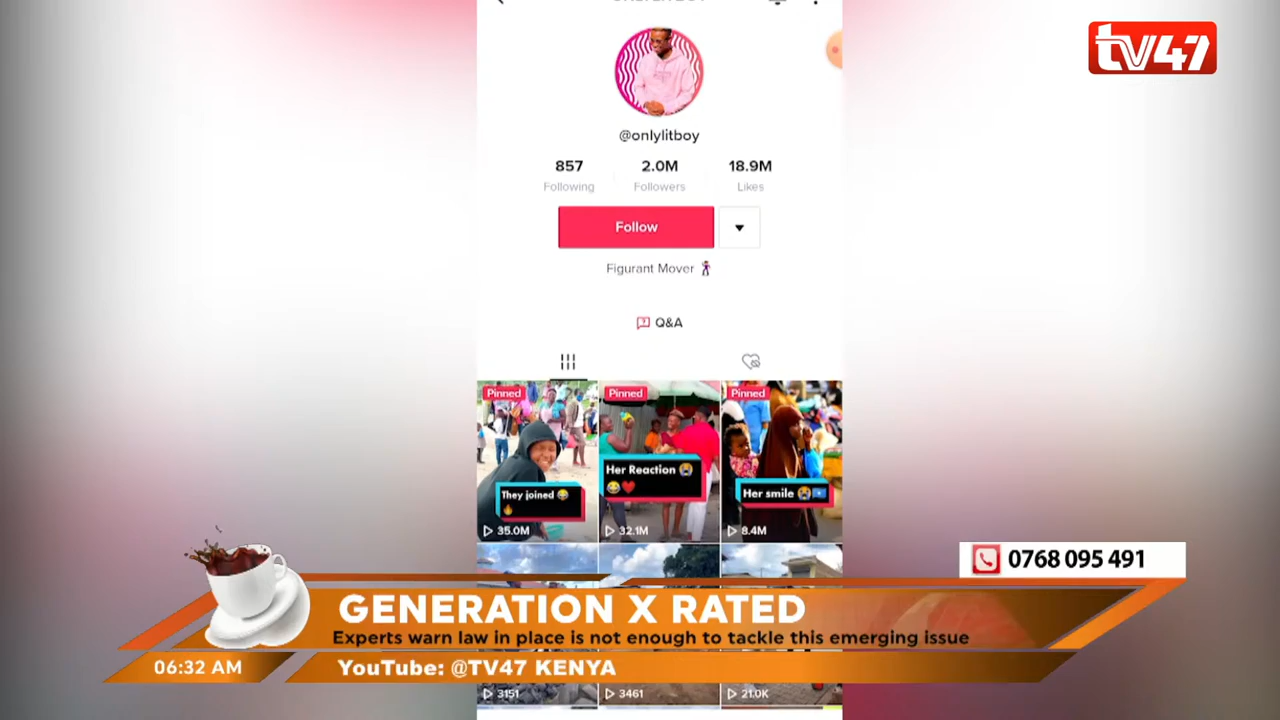 tv47
@onlylitboy
857
2.0M
18.9M
Following
Followers
Likes
Follow
Figurant Mover
Q&A
Pinned
Pinned
Pinned
They joined
Her Reaction
Her smile
35.0M
32.1M
8.4M
0768 095 491
GENERATION X RATED
Experts warn law in place is not enough to tackle this emerging issue
06:32 AM
YouTube: @TV47 KENYA
3151
3461
21.0K